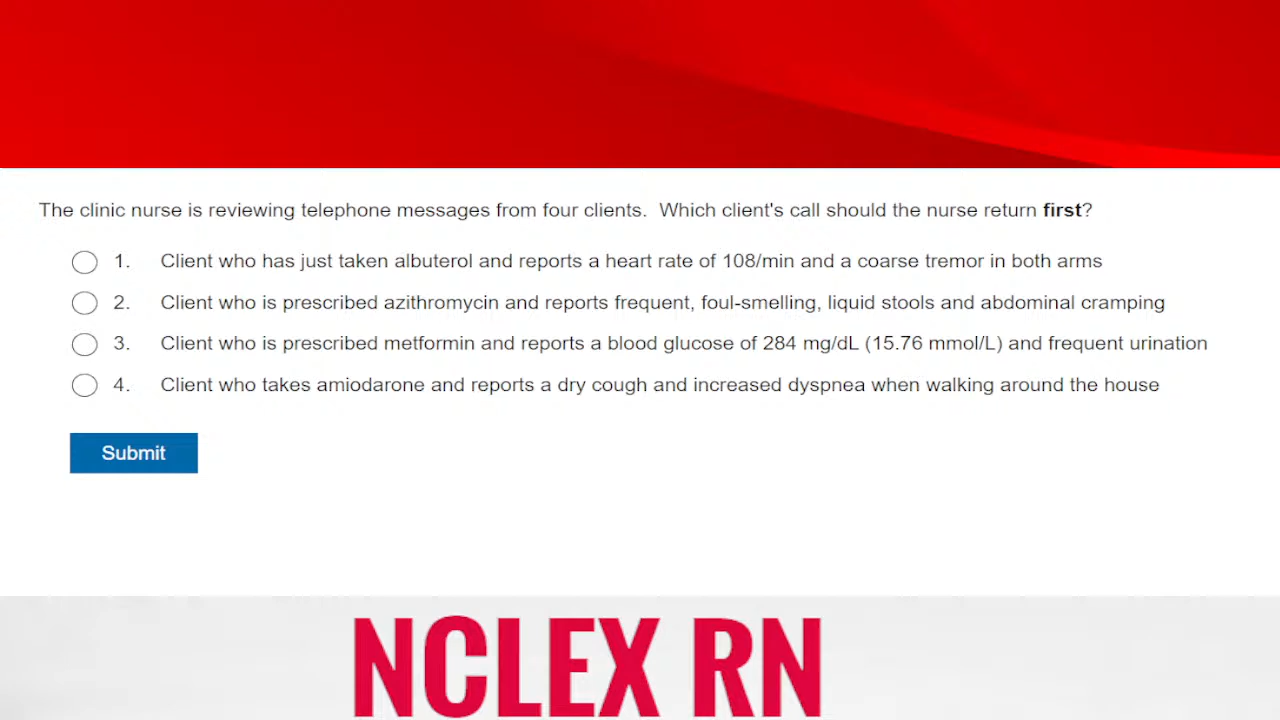 The clinic nurse is reviewing telephone messages from four clients. Which client's call should the nurse return first?
1. Client who has just taken albuterol and reports a heart rate of 108/min and a coarse tremor in both arms
2. Client who is prescribed azithromycin and reports frequent, foul-smelling, liquid stools and abdominal cramping
3. Client who is prescribed metformin and reports a blood glucose of 284 mg/dL (15.76 mmol/L) and frequent urination
4. Client who takes amiodarone and reports a dry cough and increased dyspnea when walking around the house
Submit
NCLEX RN